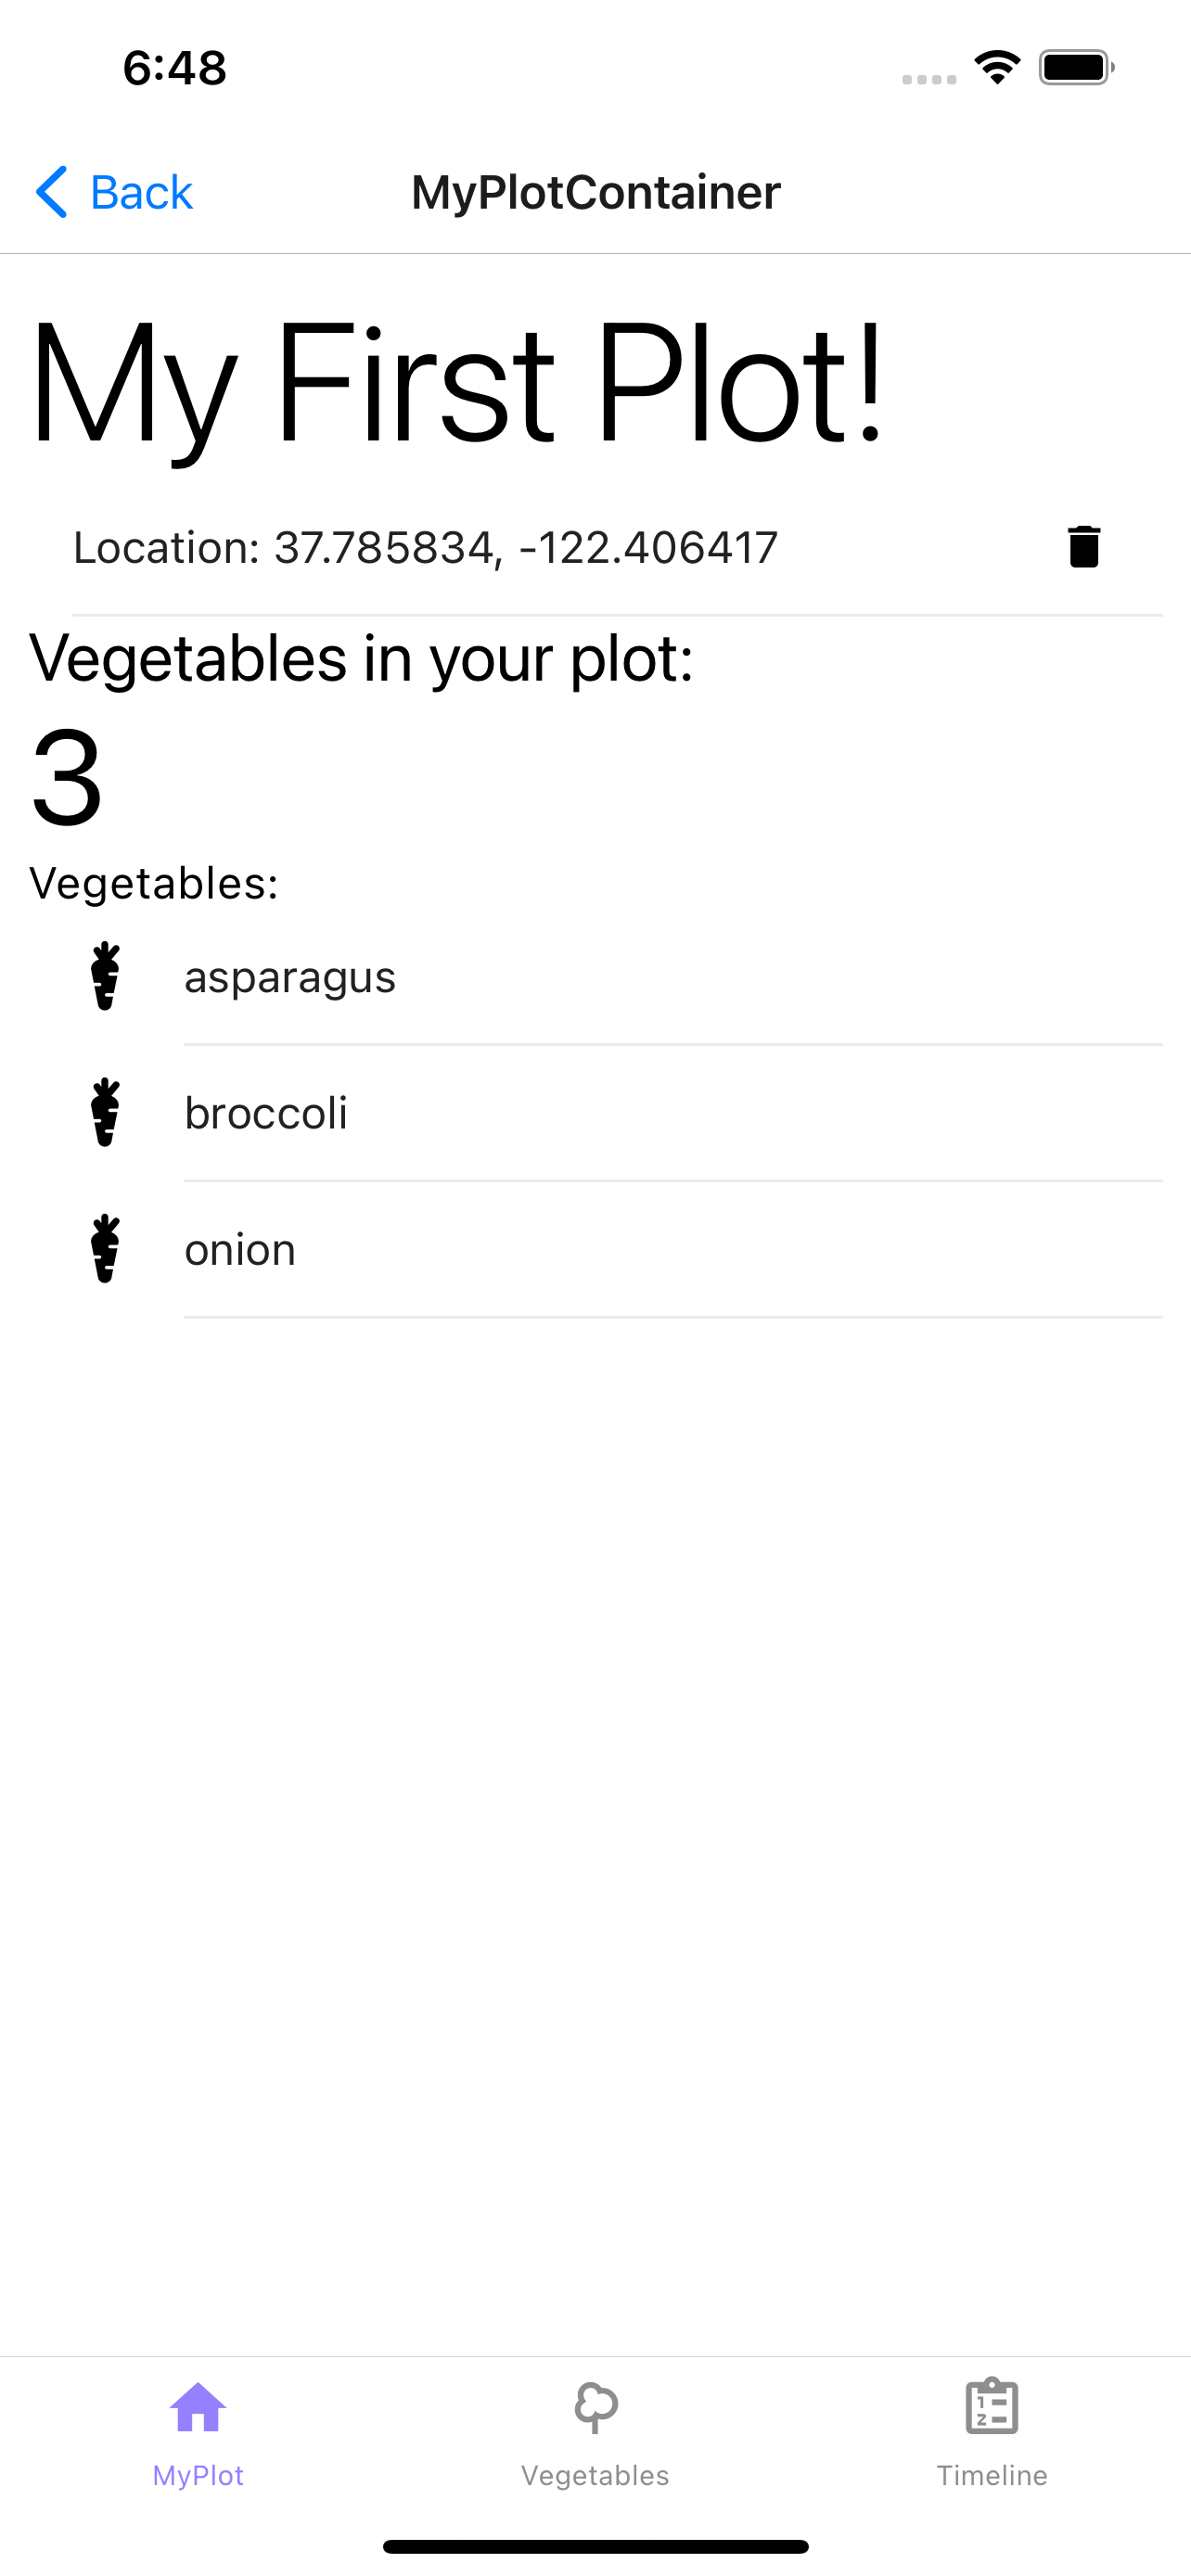 6:48
Back
MyPlotContainer
My First Plot!
Location: 37.785834, -122.406417
Vegetables in your plot:
3
Vegetables:
asparagus
broccoli
onion
MyPlot
Vegetables
Timeline